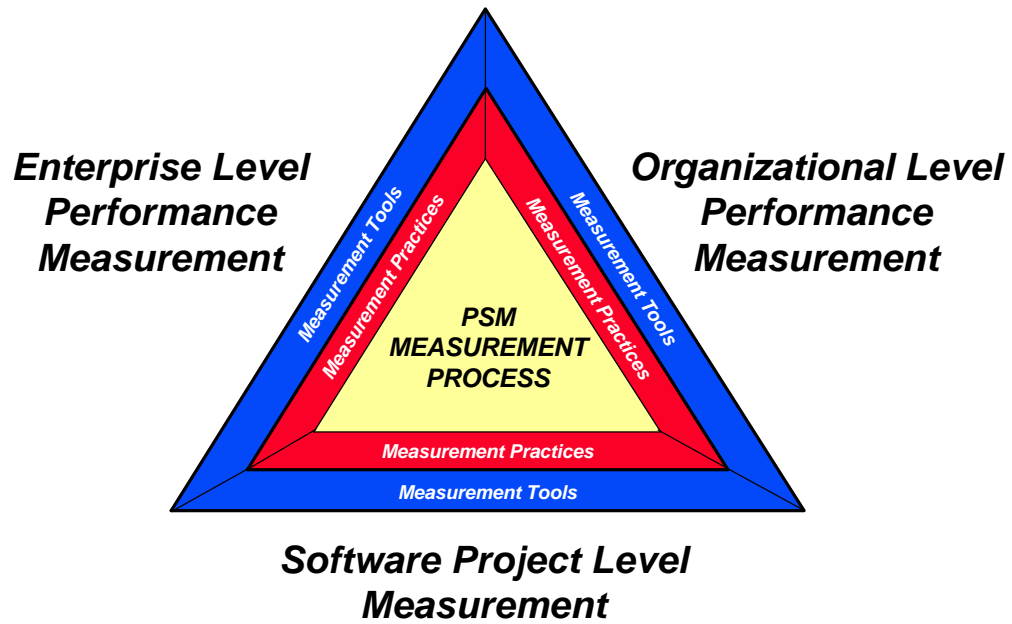 Enterprise Level
Performance
Measurement
Organizational Level
Performance
Measurement
Measurement Tools
Measurement Practices
Measurement Practices
Measurement Tools
PSM
MEASUREMENT
PROCESS
Measurement Practices
Measurement Tools
Software Project Level
Measurement